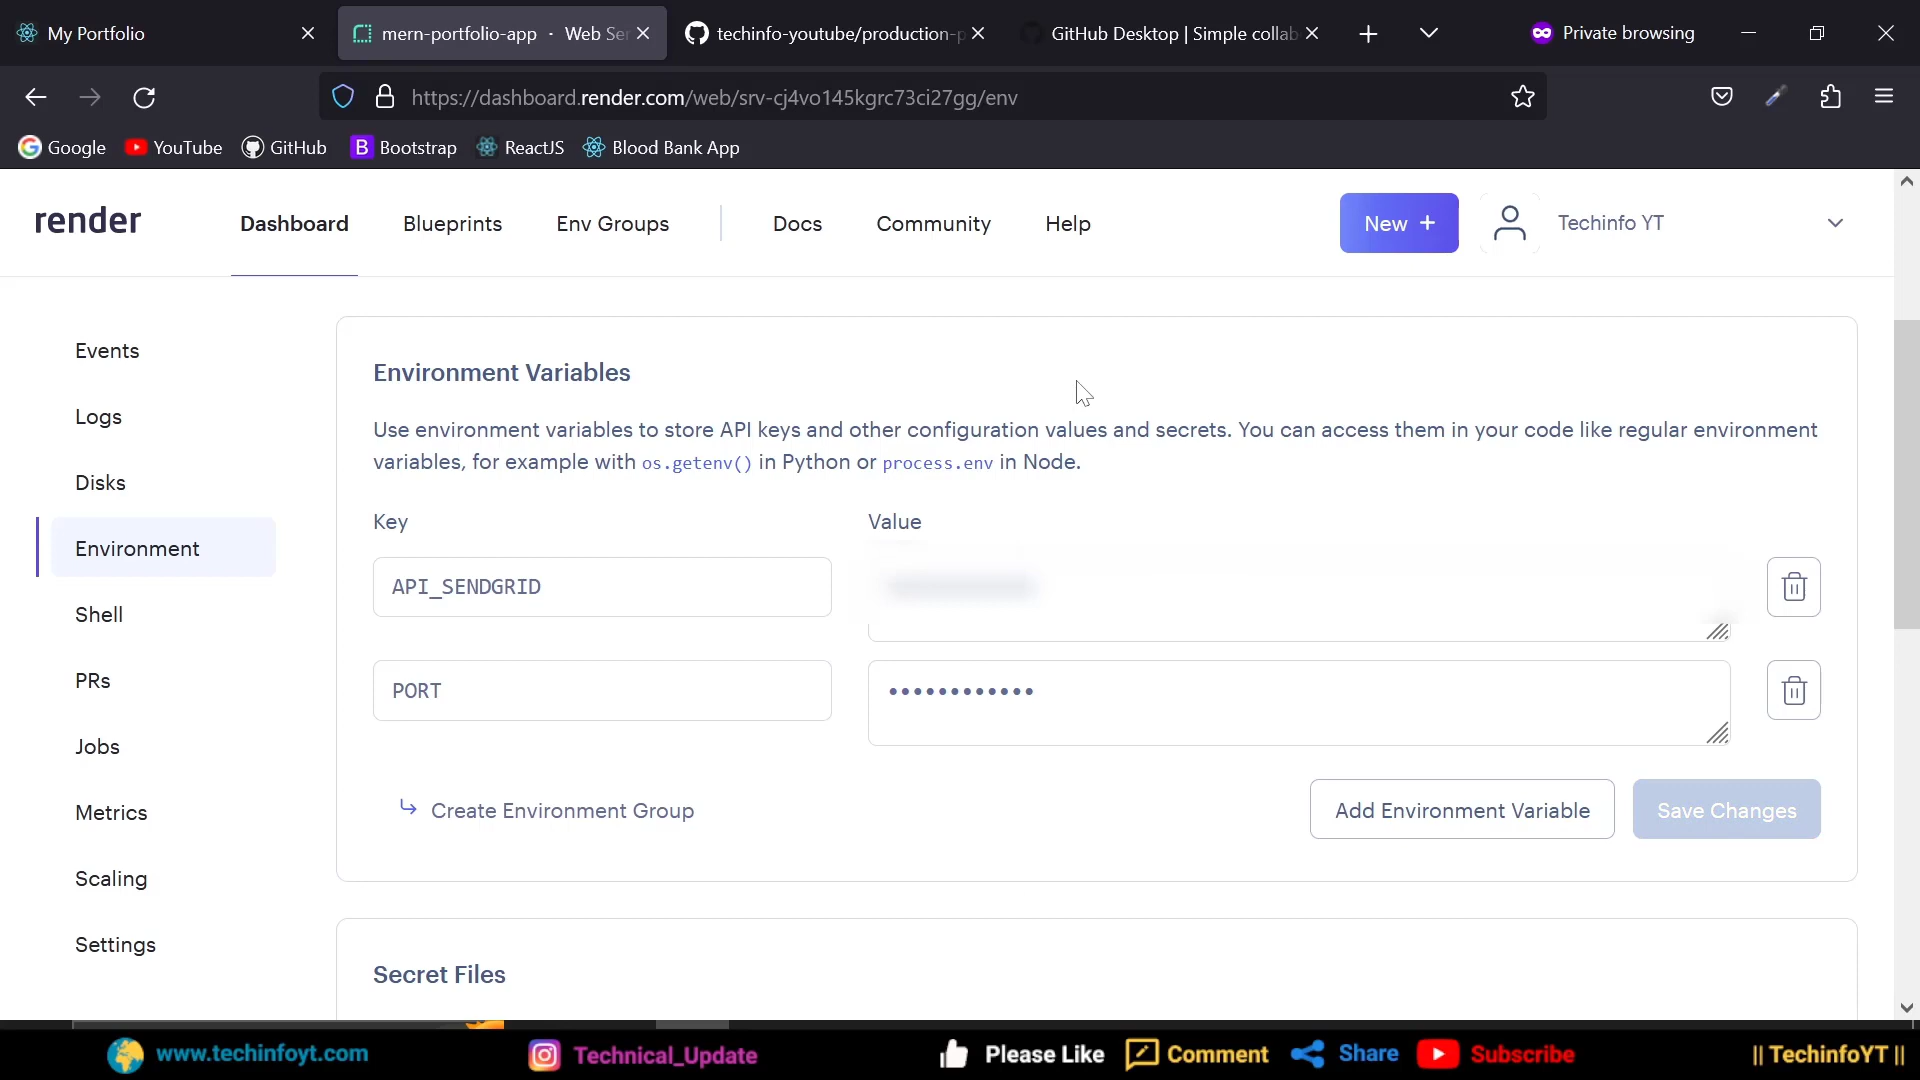 My Portfolio
mern-portfolio-app · Web Ser
techinfo-youtube/production-p
GitHub Desktop | Simple collab
Private browsing
https://dashboard.render.com/web/srv-cj4vo145kgrc73ci27gg/env
Google
YouTube
GitHub
Bootstrap
ReactJS
Blood Bank App
render
Dashboard
Blueprints
Env Groups
Docs
Community
Help
New +
Techinfo YT
Events
Logs
Disks
Environment
Shell
PRs
Jobs
Metrics
Scaling
Settings
Environment Variables
Use environment variables to store API keys and other configuration values and secrets. You can access them in your code like regular environment
variables, for example with os.getenv() in Python or process.env in Node.
Key
Value
API_SENDGRID
PORT
••••••••••••
Create Environment Group
Add Environment Variable
Save Changes
Secret Files
www.techinfoyt.com
Technical_Update
Please Like
Comment
Share
Subscribe
|| TechinfoYT ||